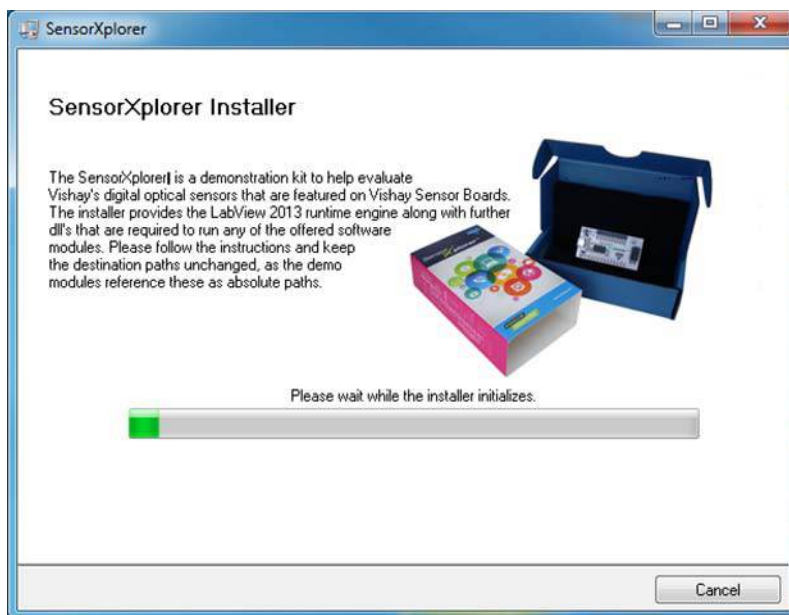 SensorXplorer
SensorXplorer Installer
The SensorXplorer| is a demonstration kit to help evaluate
Vishay's digital optical sensors that are featured on Vishay Sensor Boards.
The installer provides the LabView 2013 runtime engine along with further
dll's that are required to run any of the offered software
modules. Please follow the instructions and keep
the destination paths unchanged, as the demo
modules reference these as absolute paths.
Please wait while the installer initializes.
Cancel